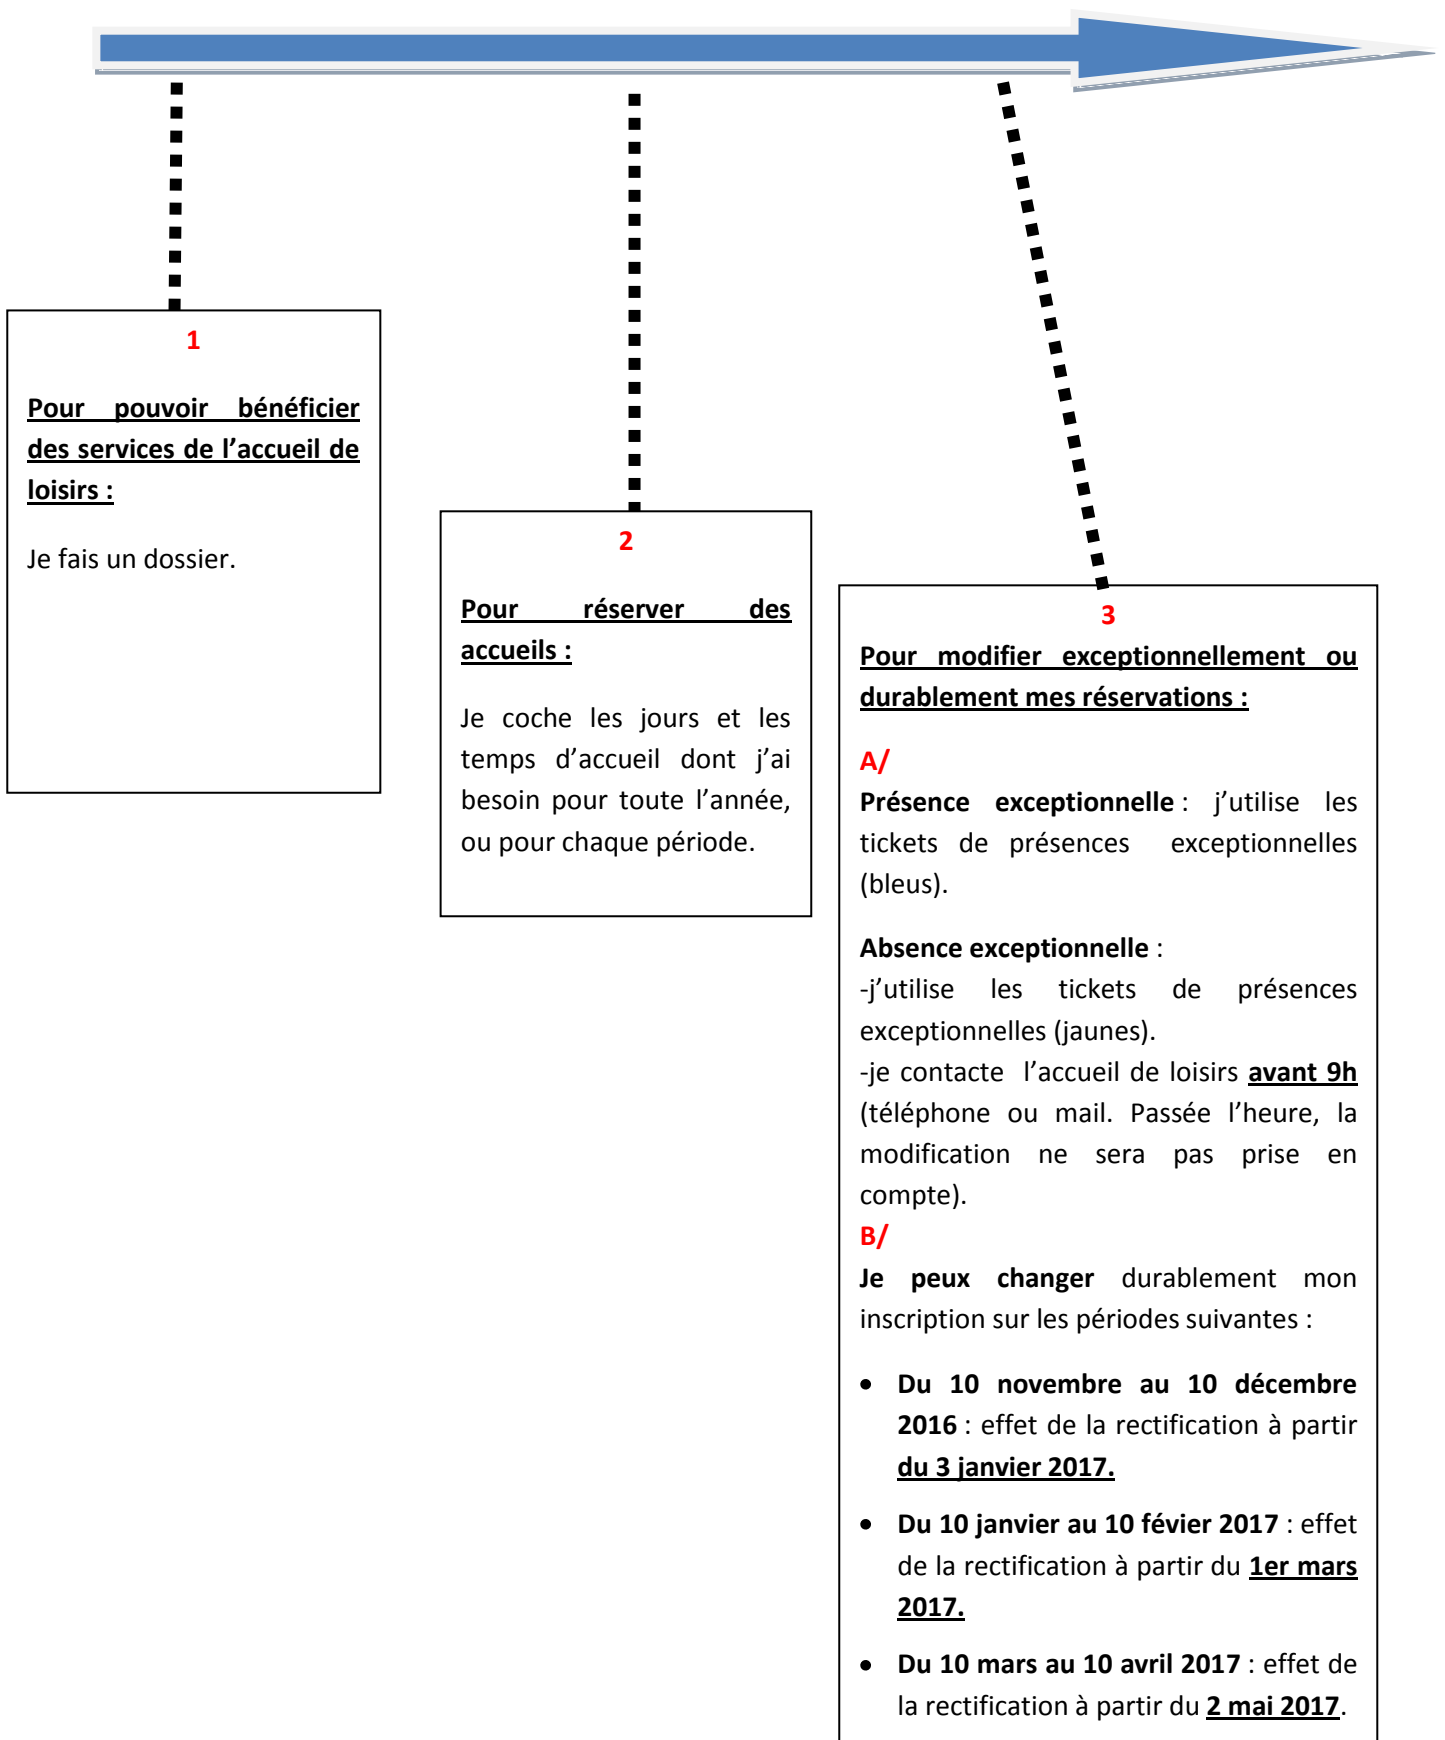 1
Pour pouvoir bénéficier
des services de l’accueil de
loisirs :
Je fais un dossier.
2
Pour réserver des
accueils :
Je coche les jours et les
temps d’accueil dont j’ai
besoin pour toute l’année,
ou pour chaque période.
3
Pour modifier exceptionnellement ou
durablement mes réservations :
A/
Présence exceptionnelle : j’utilise les
tickets de présences exceptionnelles
(bleus).
Absence exceptionnelle :
-j’utilise les tickets de présences
exceptionnelles (jaunes).
-je contacte l’accueil de loisirs avant 9h
(téléphone ou mail. Passée l’heure, la
modification ne sera pas prise en
compte).
B/
Je peux changer durablement mon
inscription sur les périodes suivantes :
• Du 10 novembre au 10 décembre
2016 : effet de la rectification à partir
du 3 janvier 2017.
• Du 10 janvier au 10 févier 2017 : effet
de la rectification à partir du 1er mars
2017.
• Du 10 mars au 10 avril 2017 : effet de
la rectification à partir du 2 mai 2017.